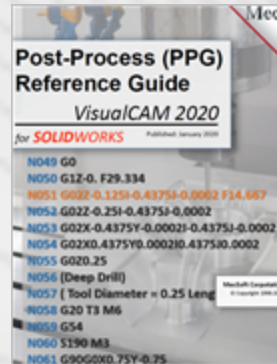 Post-Process (PPG)
Reference Guide
VisualCAM 2020
for SOLIDWORKS
Published: January 2020
N049 G0
N050 G1Z-0. F29.334
N051 G02Z-0.125I-0.4375J-0.0002 F14.667
N052 G02Z-0.25I-0.4375J-0.0002
N053 G02X-0.4375Y-0.0002I-0.4375J-0.0002
N054 G02X0.4375Y0.0002I0.4375J0.0002
N055 G0Z0.25
N056 (Deep Drill)
N057 ( Tool Diameter = 0.25 Leng
N058 G20 T3 M6
N059 G54
N060 S190 M3
N061 G90G0X0.75Y-0.75